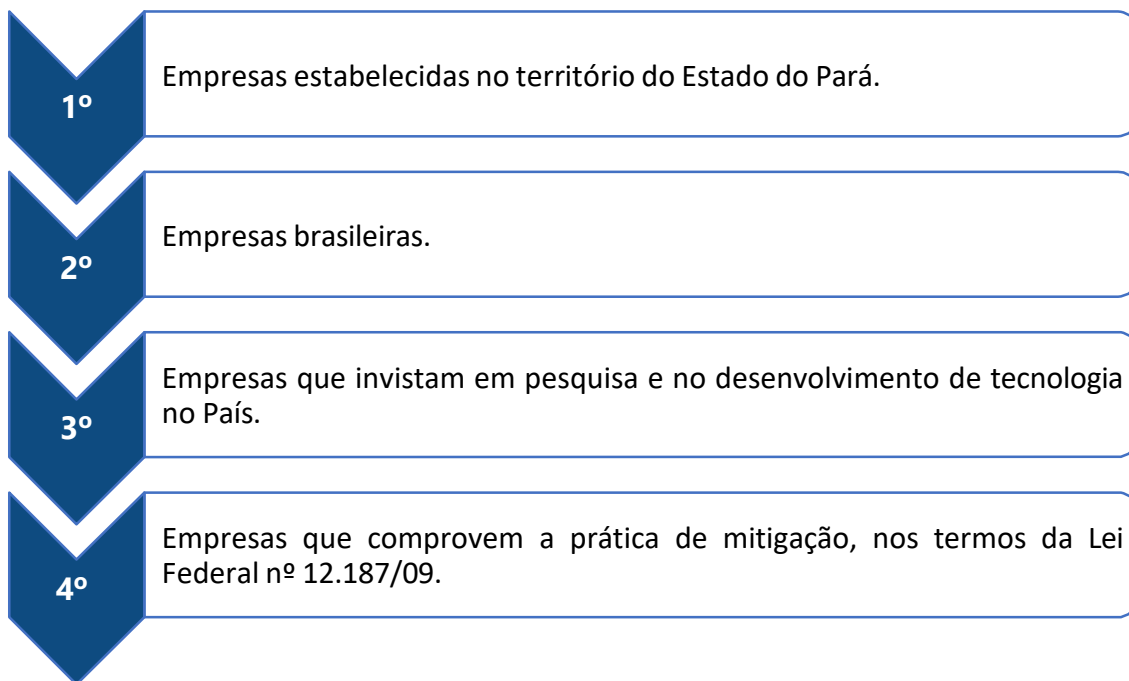 1º
Empresas estabelecidas no território do Estado do Pará.
2º
Empresas brasileiras.
3º
Empresas que invistam em pesquisa e no desenvolvimento de tecnologia
no País.
4º
Empresas que comprovem a prática de mitigação, nos termos da Lei
Federal nº 12.187/09.